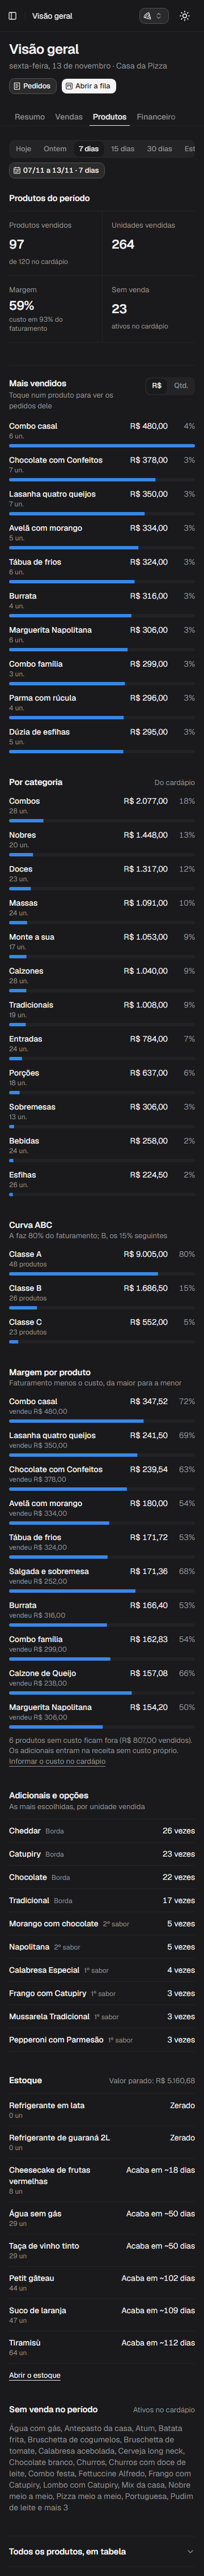 Visão geral
Visão geral
sexta-feira, 13 de novembro · Casa da Pizza
Pedidos
Abrir a fila
Resumo Vendas Produtos Financeiro
Hoje Ontem 7 dias 15 dias 30 dias Est
07/11 a 13/11 · 7 dias
Produtos do período
Produtos vendidos
97
de 120 no cardápio
Unidades vendidas
264
Margem
59%
custo em 93% do
faturamento
Sem venda
23
ativos no cardápio
Mais vendidos
Toque num produto para ver os
pedidos dele
R$ Qtd.
Combo casal R$ 480,00 4%
6 un.
Chocolate com Confeitos R$ 378,00 3%
7 un.
Lasanha quatro queijos R$ 350,00 3%
7 un.
Avelã com morango R$ 334,00 3%
5 un.
Tábua de frios R$ 324,00 3%
6 un.
Burrata R$ 316,00 3%
4 un.
Marguerita Napolitana R$ 306,00 3%
6 un.
Combo família R$ 299,00 3%
3 un.
Parma com rúcula R$ 296,00 3%
4 un.
Dúzia de esfihas R$ 295,00 3%
5 un.
Por categoria Do cardápio
Combos R$ 2.077,00 18%
28 un.
Nobres R$ 1.448,00 13%
20 un.
Doces R$ 1.317,00 12%
23 un.
Massas R$ 1.091,00 10%
24 un.
Monte a sua R$ 1.053,00 9%
17 un.
Calzones R$ 1.040,00 9%
28 un.
Tradicionais R$ 1.008,00 9%
19 un.
Entradas R$ 784,00 7%
24 un.
Porções R$ 637,00 6%
18 un.
Sobremesas R$ 306,00 3%
13 un.
Bebidas R$ 258,00 2%
24 un.
Esfihas R$ 224,50 2%
26 un.
Curva ABC
A faz 80% do faturamento; B, os 15% seguintes
Classe A R$ 9.005,00 80%
48 produtos
Classe B R$ 1.686,50 15%
26 produtos
Classe C R$ 552,00 5%
23 produtos
Margem por produto
Faturamento menos o custo, da maior para a menor
Combo casal R$ 347,52 72%
vendeu R$ 480,00
Lasanha quatro queijos R$ 241,50 69%
vendeu R$ 350,00
Chocolate com Confeitos R$ 239,54 63%
vendeu R$ 378,00
Avelã com morango R$ 180,00 54%
vendeu R$ 334,00
Tábua de frios R$ 171,72 53%
vendeu R$ 324,00
Salgada e sobremesa R$ 171,36 68%
vendeu R$ 252,00
Burrata R$ 166,40 53%
vendeu R$ 316,00
Combo família R$ 162,83 54%
vendeu R$ 299,00
Calzone de Queijo R$ 157,08 66%
vendeu R$ 238,00
Marguerita Napolitana R$ 154,20 50%
vendeu R$ 306,00
6 produtos sem custo ficam fora (R$ 807,00 vendidos).
Os adicionais entram na receita sem custo próprio.
Informar o custo no cardápio
Adicionais e opções
As mais escolhidas, por unidade vendida
Cheddar Borda 26 vezes
Catupiry Borda 23 vezes
Chocolate Borda 22 vezes
Tradicional Borda 17 vezes
Morango com chocolate 2º sabor 5 vezes
Napolitana 2º sabor 5 vezes
Calabresa Especial 1º sabor 4 vezes
Frango com Catupiry 1º sabor 3 vezes
Mussarela Tradicional 1º sabor 3 vezes
Pepperoni com Parmesão 1º sabor 3 vezes
Estoque Valor parado: R$ 5.160,68
Refrigerante em lata Zerado
0 un
Refrigerante de guaraná 2L Zerado
0 un
Cheesecake de frutas Acaba em ~18 dias
vermelhas
8 un
Água sem gás Acaba em ~50 dias
29 un
Taça de vinho tinto Acaba em ~50 dias
29 un
Petit gâteau Acaba em ~102 dias
44 un
Suco de laranja Acaba em ~109 dias
47 un
Tiramisù Acaba em ~112 dias
64 un
Abrir o estoque
Sem venda no período Ativos no cardápio
Água com gás, Antepasto da casa, Atum, Batata
frita, Bruschetta de cogumelos, Bruschetta de
tomate, Calabresa acebolada, Cerveja long neck,
Chocolate branco, Churros, Churros com doce de
leite, Combo festa, Fettuccine Alfredo, Frango com
Catupiry, Lombo com Catupiry, Mix da casa, Nobre
meio a meio, Pizza meio a meio, Portuguesa, Pudim
de leite e mais 3
Todos os produtos, em tabela